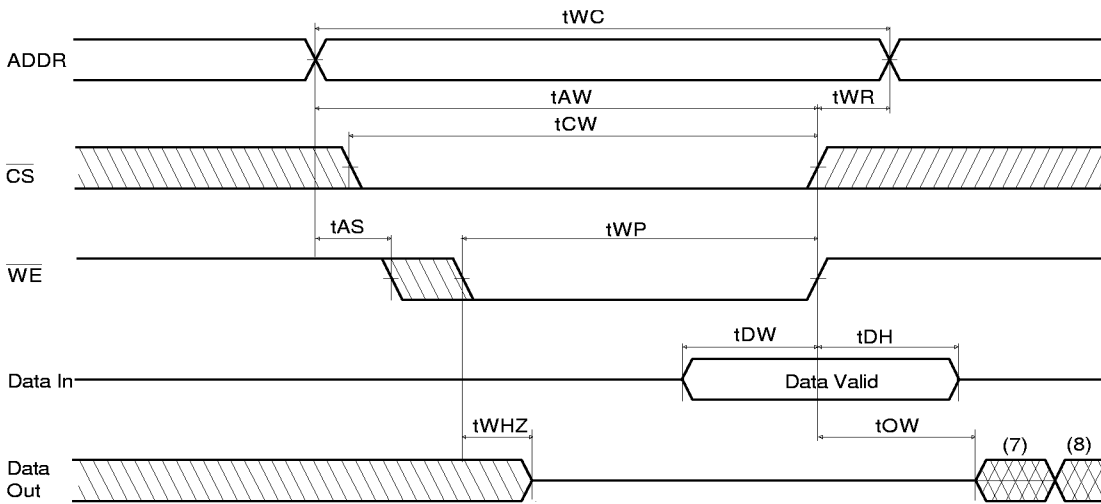 tWC
ADDR
tAW
tWR
tCW
CS
tAS
tWP
WE
tDW
tDH
Data In
Data Valid
tWHZ
tOW
(7)
(8)
Data
Out